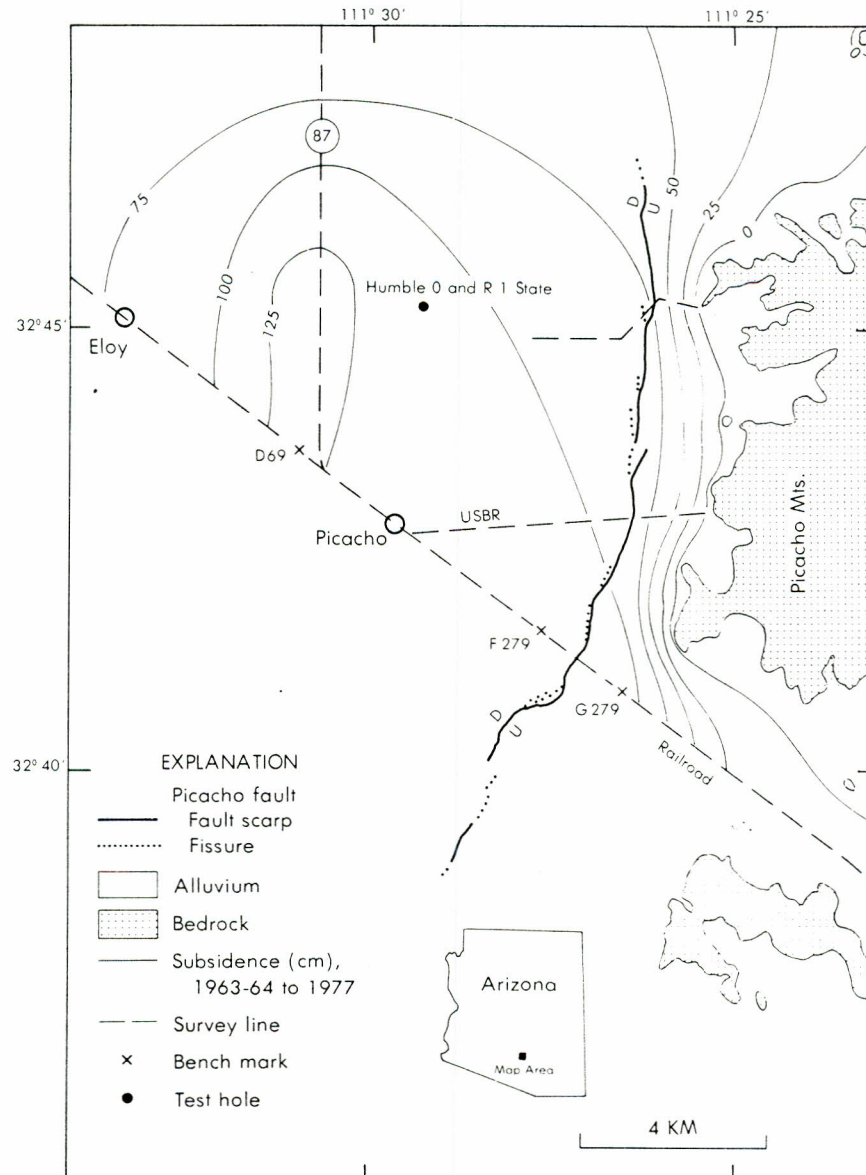 111° 30′
111° 25′
87
75
50
D
U
25
0
100
Humble O and R 1 State
125
32° 45′
Eloy
0
D69
Picacho Mts.
USBR
Picacho
F 279
G 279
D
U
Railroad
32° 40′
0
EXPLANATION
Picacho fault
Fault scarp
Fissure
Alluvium
Bedrock
Subsidence (cm),
1963-64 to 1977
Survey line
Bench mark
Test hole
Arizona
Map Area
4 KM